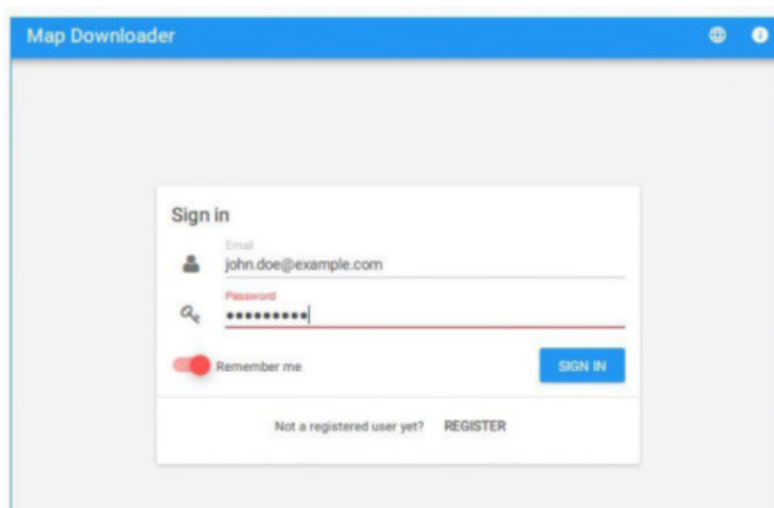 Map Downloader
Sign in
Email
john.doe@example.com
Password
•••••••••
Remember me
SIGN IN
Not a registered user yet? REGISTER